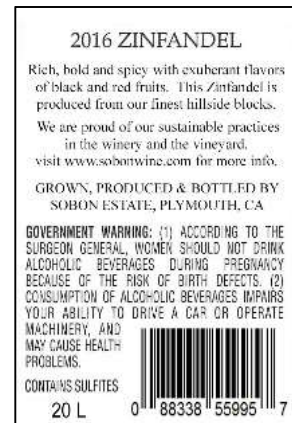 2016 ZINFANDEL
Rich, bold and spicy with exuberant flavors
of black and red fruits. This Zinfandel is
produced from our finest hillside blocks.
We are proud of our sustainable practices
in the winery and the vineyard.
visit www.sobonwine.com for more info.
GROWN, PRODUCED & BOTTLED BY
SOBON ESTATE, PLYMOUTH, CA
GOVERNMENT WARNING: (1) ACCORDING TO THE
SURGEON GENERAL, WOMEN SHOULD NOT DRINK
ALCOHOLIC BEVERAGES DURING PREGNANCY
BECAUSE OF THE RISK OF BIRTH DEFECTS. (2)
CONSUMPTION OF ALCOHOLIC BEVERAGES IMPAIRS
YOUR ABILITY TO DRIVE A CAR OR OPERATE
MACHINERY, AND
MAY CAUSE HEALTH
PROBLEMS.
CONTAINS SULFITES
20 L
0 88338 55995 7